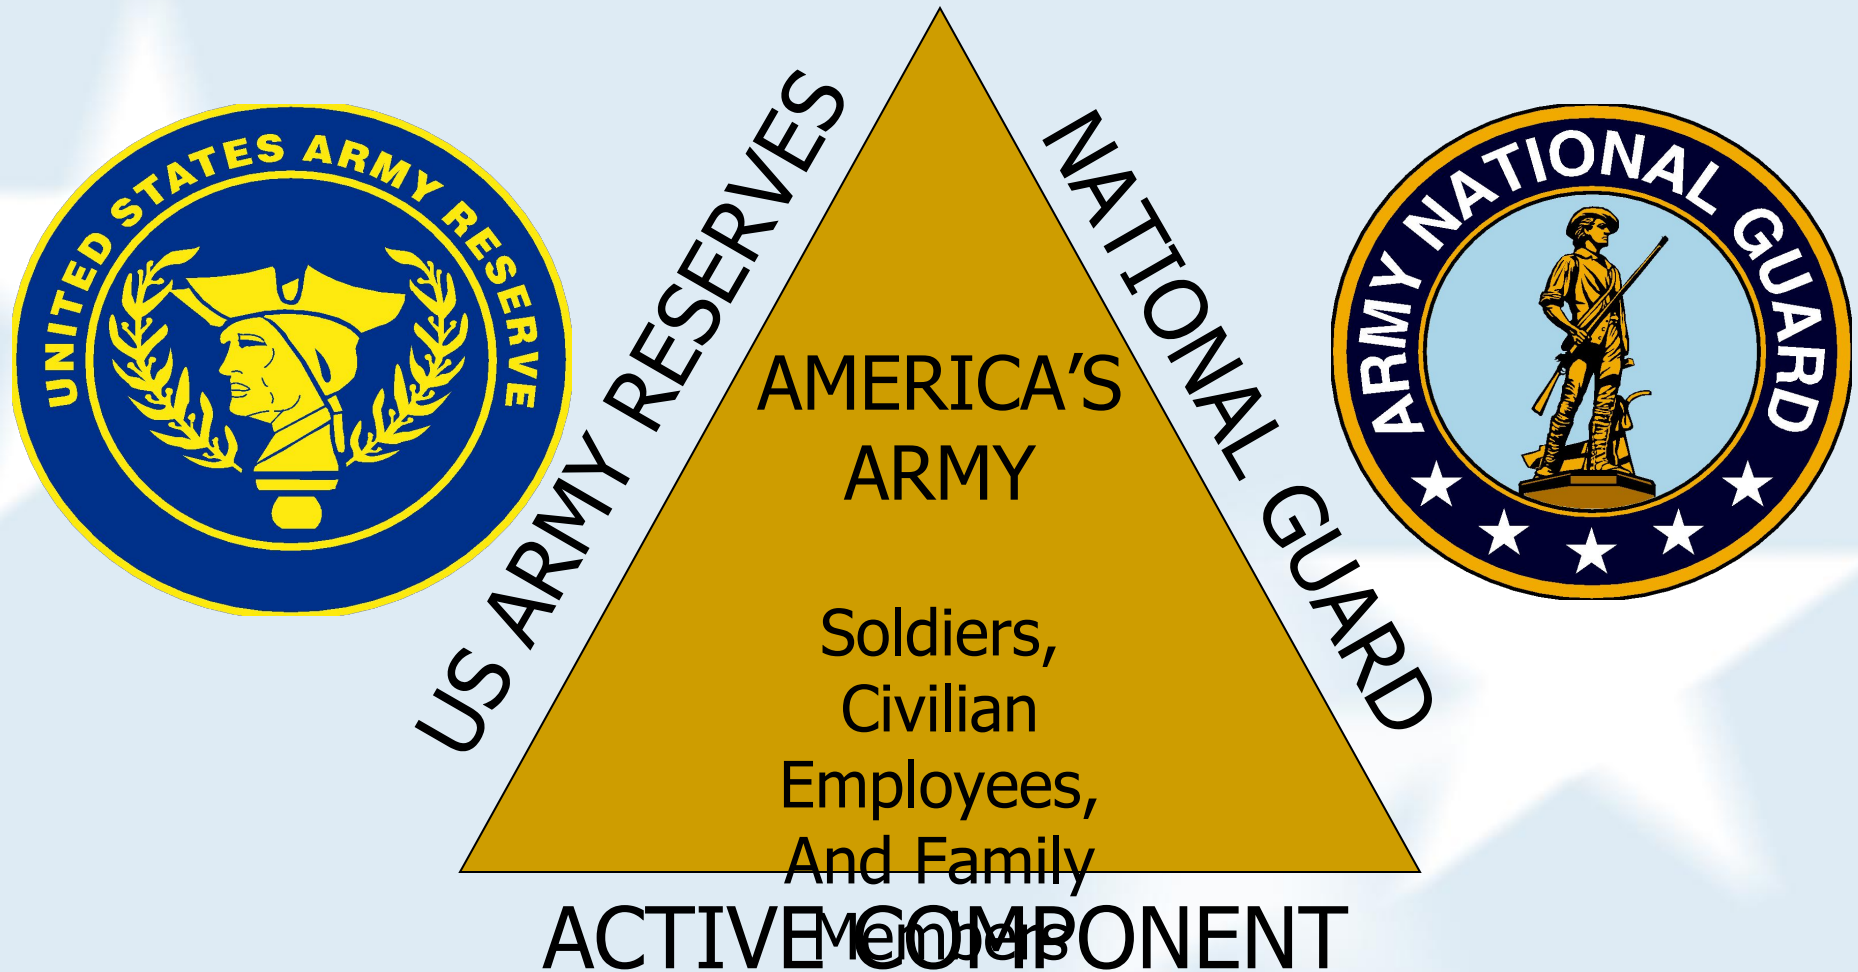 UNITED STATES ARMY RESERVE
US ARMY RESERVES
NATIONAL GUARD
ARMY NATIONAL GUARD
AMERICA’S
ARMY
Soldiers,
Civilian
Employees,
And Family
Members
ACTIVE COMPONENT